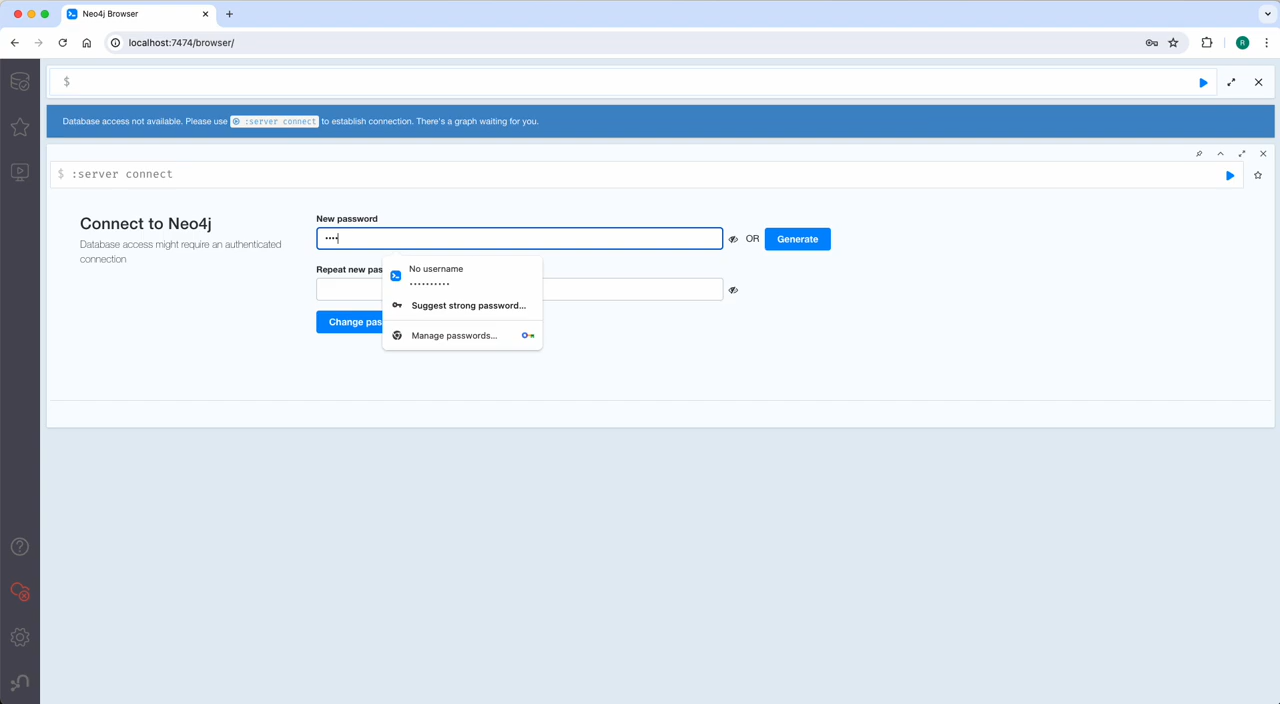 Neo4j Browser
localhost:7474/browser/
R
$
Database access not available. Please use :server connect to establish connection. There's a graph waiting for you.
$ :server connect
Connect to Neo4j
Database access might require an authenticated
connection
New password
••••
OR
Generate
Repeat new pas
No username
••••••••••
Suggest strong password...
Change pas
Manage passwords...